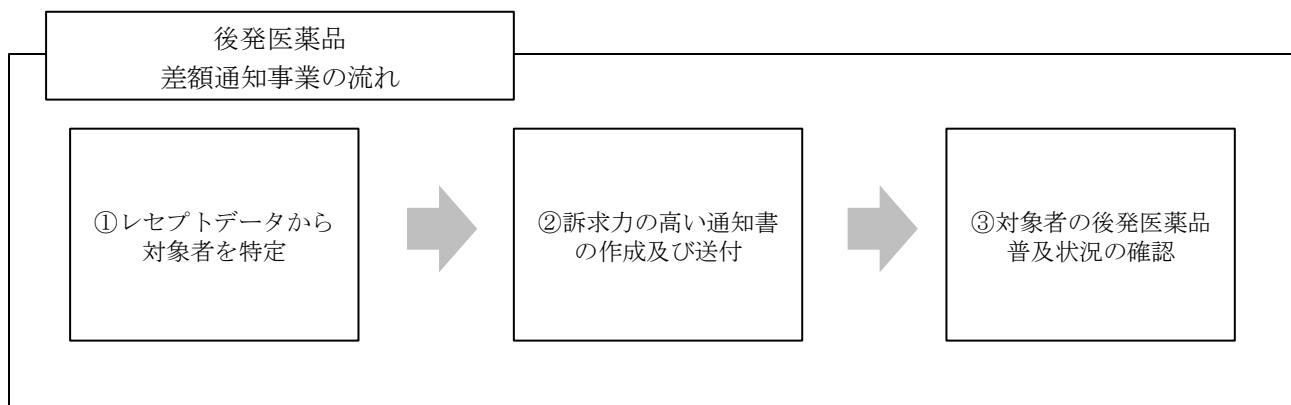 後発医薬品
差額通知事業の流れ
①レセプトデータから
対象者を特定
②訴求力の高い通知書
の作成及び送付
③対象者の後発医薬品
普及状況の確認